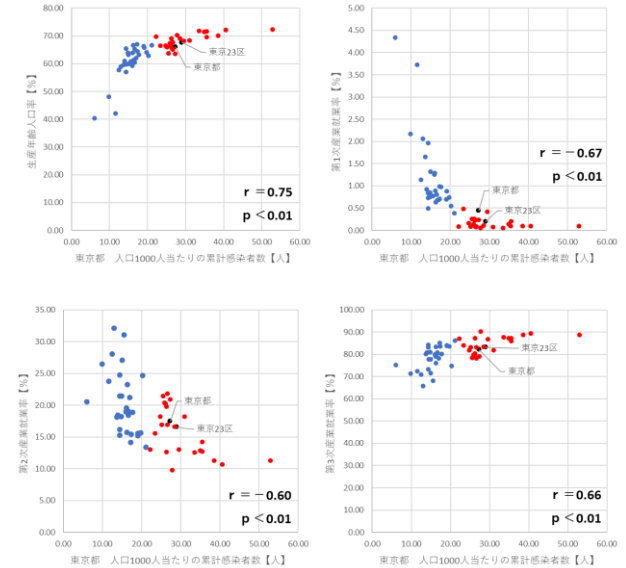 生産年齢人口率【%】
80.00
70.00
60.00
50.00
40.00
30.00
20.00
10.00
0.00
東京23区
東京都
r ＝0.75
p ＜0.01
0.00 10.00 20.00 30.00 40.00 50.00 60.00
東京都　人口1000人当たりの累計感染者数【人】
第1次産業就業率【%】
5.00
4.50
4.00
3.50
3.00
2.50
2.00
1.50
1.00
0.50
0.00
r ＝－0.67
p ＜0.01
東京都
東京23区
0.00 10.00 20.00 30.00 40.00 50.00 60.00
東京都　人口1000人当たりの累計感染者数【人】
第2次産業就業率【%】
35.00
30.00
25.00
20.00
15.00
10.00
5.00
0.00
東京都
東京23区
r ＝－0.60
p ＜0.01
0.00 10.00 20.00 30.00 40.00 50.00 60.00
東京都　人口1000人当たりの累計感染者数【人】
第3次産業就業率【%】
100.00
90.00
80.00
70.00
60.00
50.00
40.00
30.00
20.00
10.00
0.00
東京23区
東京都
r ＝0.66
p ＜0.01
0.00 10.00 20.00 30.00 40.00 50.00 60.00
東京都　人口1000人当たりの累計感染者数【人】